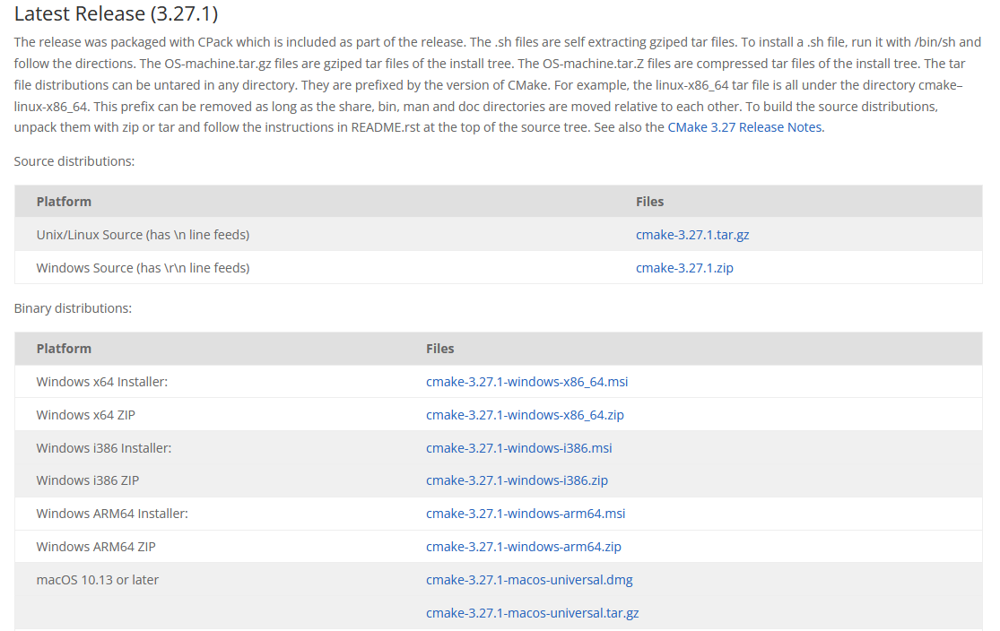 Latest Release (3.27.1)
The release was packaged with CPack which is included as part of the release. The .sh files are self extracting gziped tar files. To install a .sh file, run it with /bin/sh and
follow the directions. The OS-machine.tar.gz files are gziped tar files of the install tree. The OS-machine.tar.Z files are compressed tar files of the install tree. The tar
file distributions can be untared in any directory. They are prefixed by the version of CMake. For example, the linux-x86_64 tar file is all under the directory cmake–
linux-x86_64. This prefix can be removed as long as the share, bin, man and doc directories are moved relative to each other. To build the source distributions,
unpack them with zip or tar and follow the instructions in README.rst at the top of the source tree. See also the CMake 3.27 Release Notes.
Source distributions:
Platform Files
Unix/Linux Source (has \n line feeds) cmake-3.27.1.tar.gz
Windows Source (has \r\n line feeds) cmake-3.27.1.zip
Binary distributions:
Platform Files
Windows x64 Installer: cmake-3.27.1-windows-x86_64.msi
Windows x64 ZIP cmake-3.27.1-windows-x86_64.zip
Windows i386 Installer: cmake-3.27.1-windows-i386.msi
Windows i386 ZIP cmake-3.27.1-windows-i386.zip
Windows ARM64 Installer: cmake-3.27.1-windows-arm64.msi
Windows ARM64 ZIP cmake-3.27.1-windows-arm64.zip
macOS 10.13 or later cmake-3.27.1-macos-universal.dmg
cmake-3.27.1-macos-universal.tar.gz